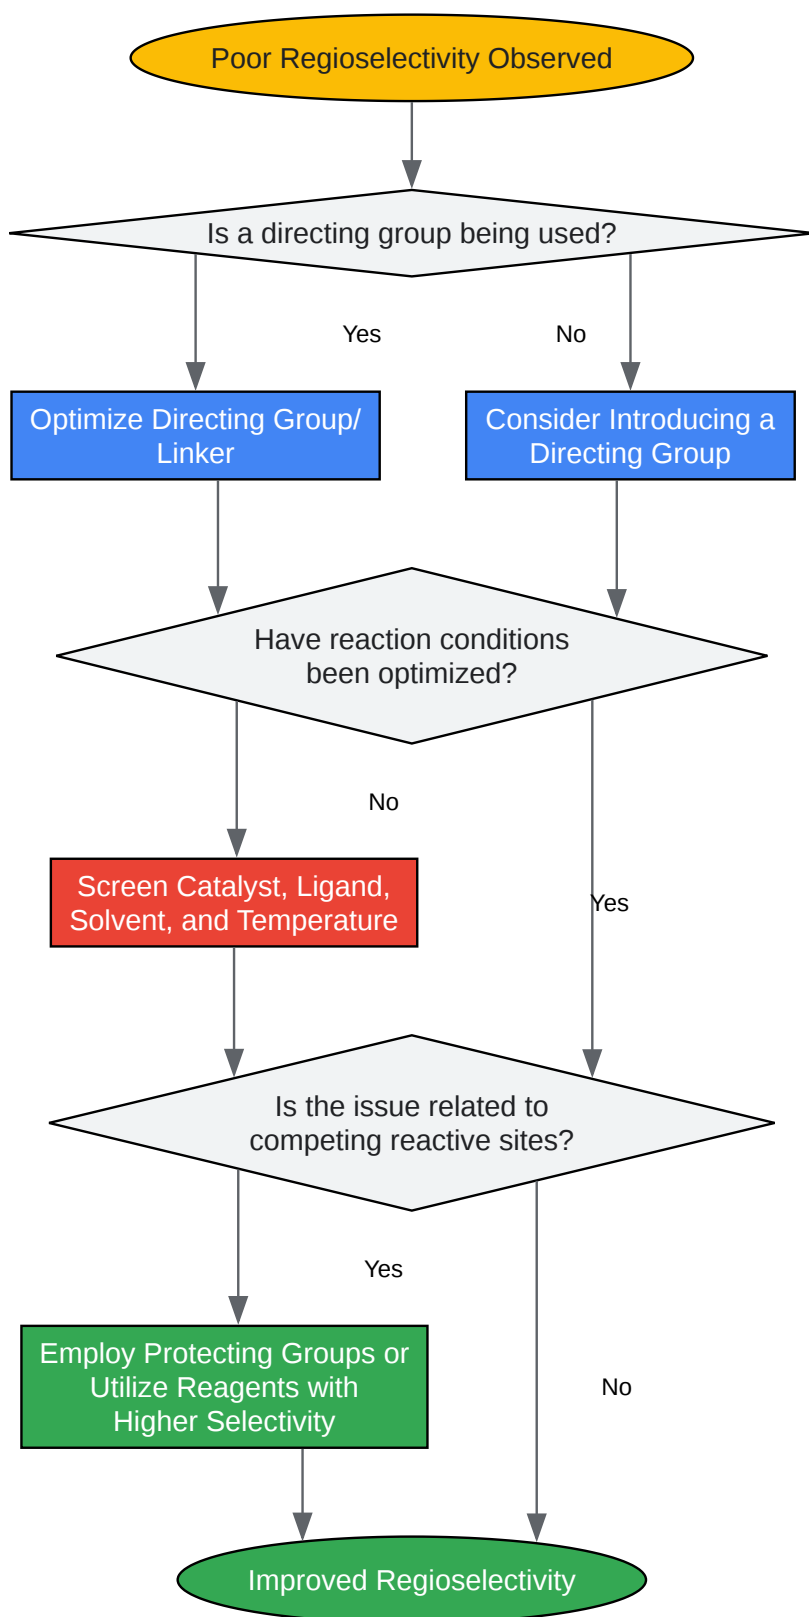 Poor Regioselectivity Observed
Is a directing group being used?
Yes
No
Optimize Directing Group/
Linker
Consider Introducing a
Directing Group
Have reaction conditions
been optimized?
No
Screen Catalyst, Ligand,
Solvent, and Temperature
Yes
Is the issue related to
competing reactive sites?
Yes
Employ Protecting Groups or
Utilize Reagents with
Higher Selectivity
No
Improved Regioselectivity